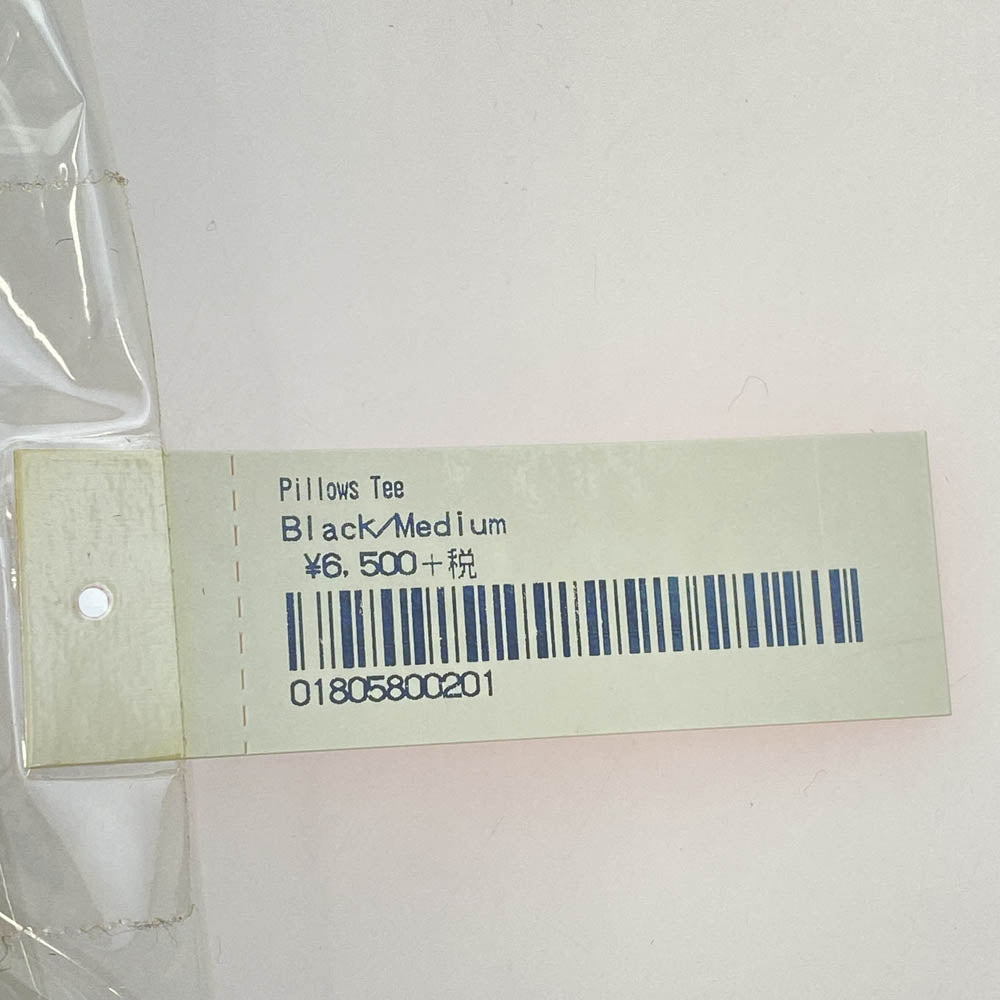 Pillows Tee
Black/Medium
¥6,500+税
01805800201